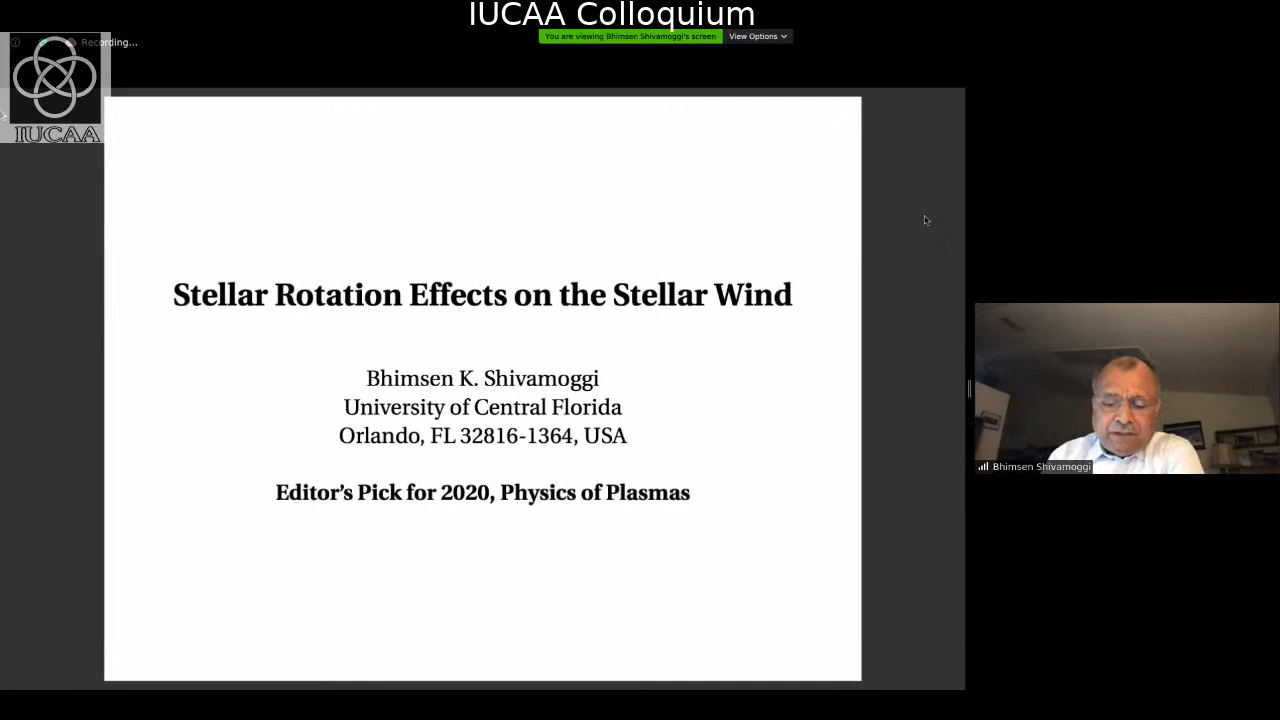 IUCAA Colloquium
You are viewing Bhimsen Shivamoggi's screen
View Options
Recording...
IUCAA
Stellar Rotation Effects on the Stellar Wind
Bhimsen K. Shivamoggi
University of Central Florida
Orlando, FL 32816-1364, USA
Editor's Pick for 2020, Physics of Plasmas
Bhimsen Shivamoggi